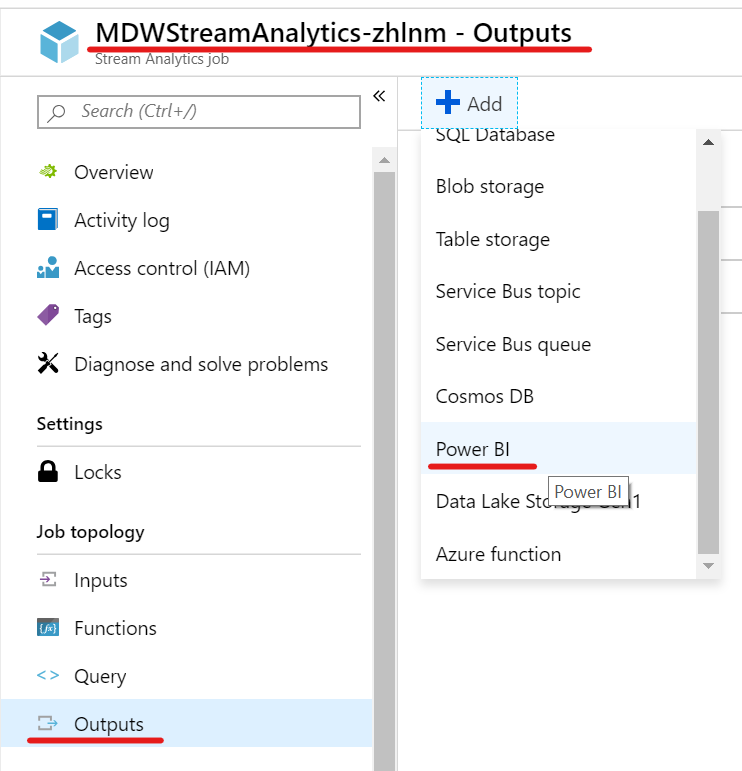 MDWStreamAnalytics-zhlnm - Outputs
Stream Analytics job
«
Search (Ctrl+/)
Overview
Activity log
Access control (IAM)
Tags
Diagnose and solve problems
Settings
Locks
Job topology
Inputs
Functions
Query
Outputs
Add
SQL Database
Blob storage
Table storage
Service Bus topic
Service Bus queue
Cosmos DB
Power BI
Power BI
Data Lake Storage Gen1
Azure function